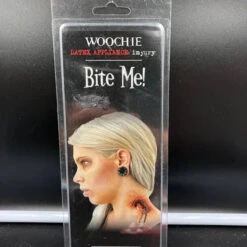 WOOCHIE
LATEX APPLIANCE/injury
Bite Me!